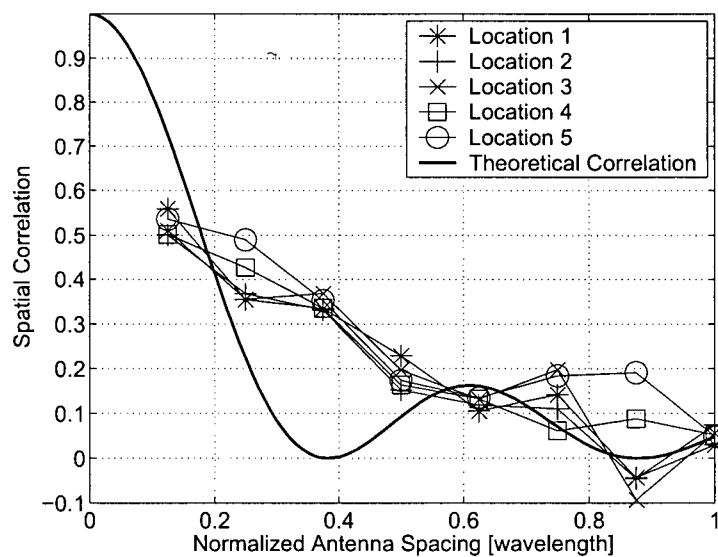 0.9
0.8
0.7
0.6
0.5
0.4
0.3
0.2
0.1
0
−0.1
Spatial Correlation
Location 1
Location 2
Location 3
Location 4
Location 5
Theoretical Correlation
0 0.2 0.4 0.6 0.8 1
Normalized Antenna Spacing [wavelength]